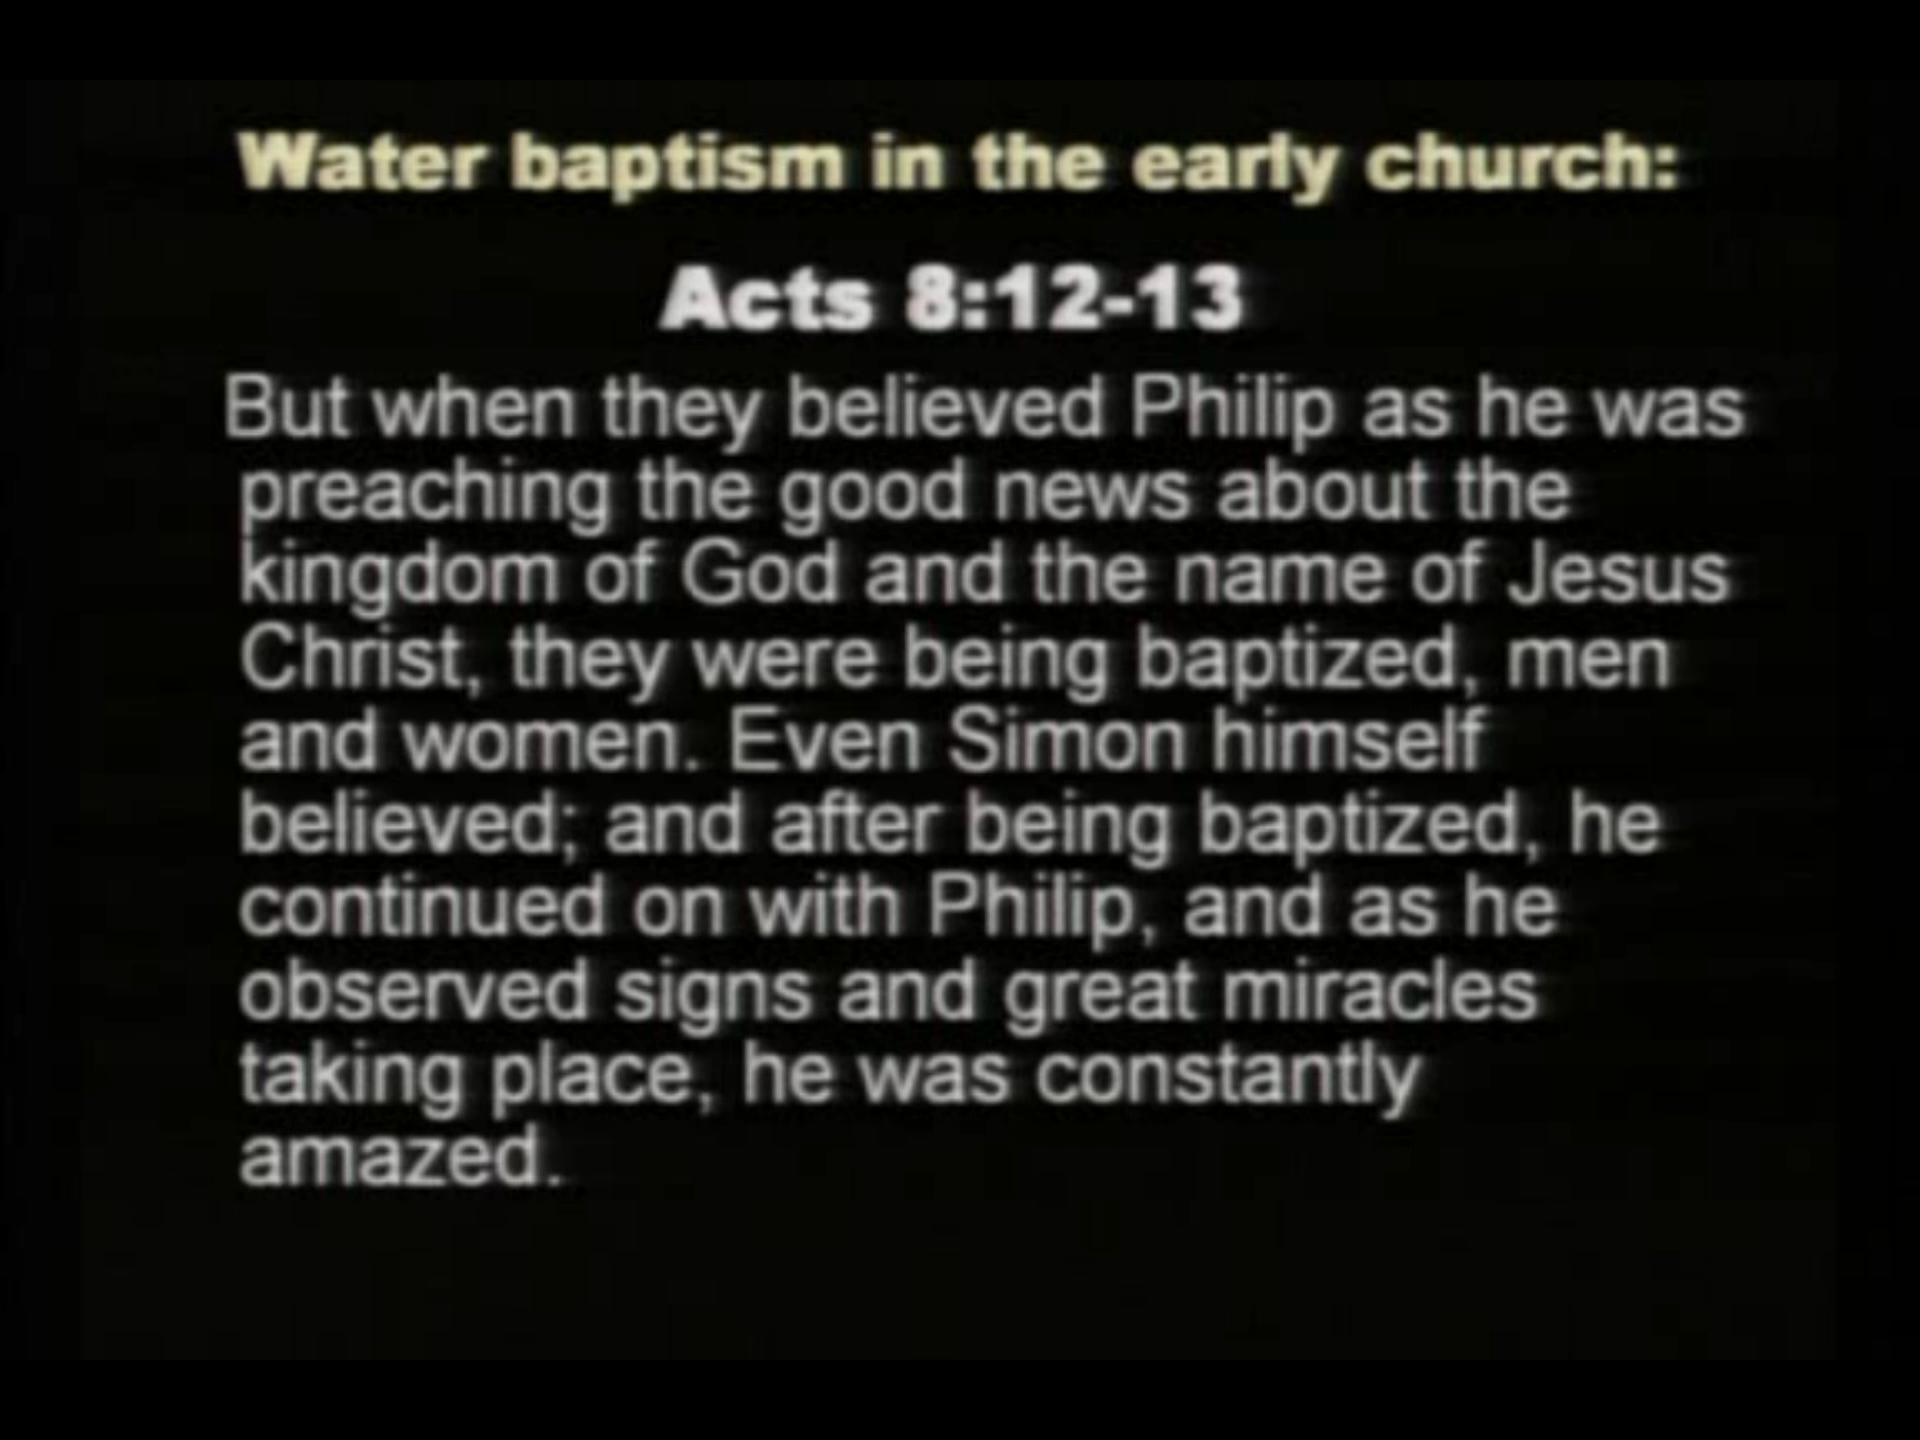 Water baptism in the early church:
Acts 8:12-13
But when they believed Philip as he was
preaching the good news about the
kingdom of God and the name of Jesus
Christ, they were being baptized, men
and women. Even Simon himself
believed; and after being baptized, he
continued on with Philip, and as he
observed signs and great miracles
taking place, he was constantly
amazed.